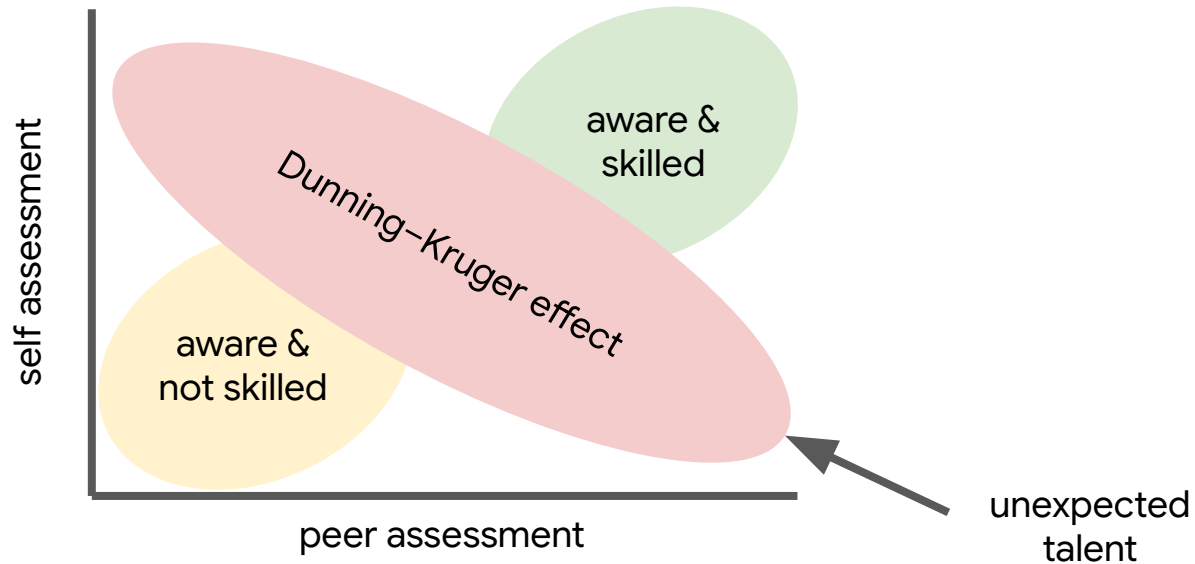 self assessment
aware &
skilled
Dunning–Kruger effect
aware &
not skilled
peer assessment
unexpected
talent